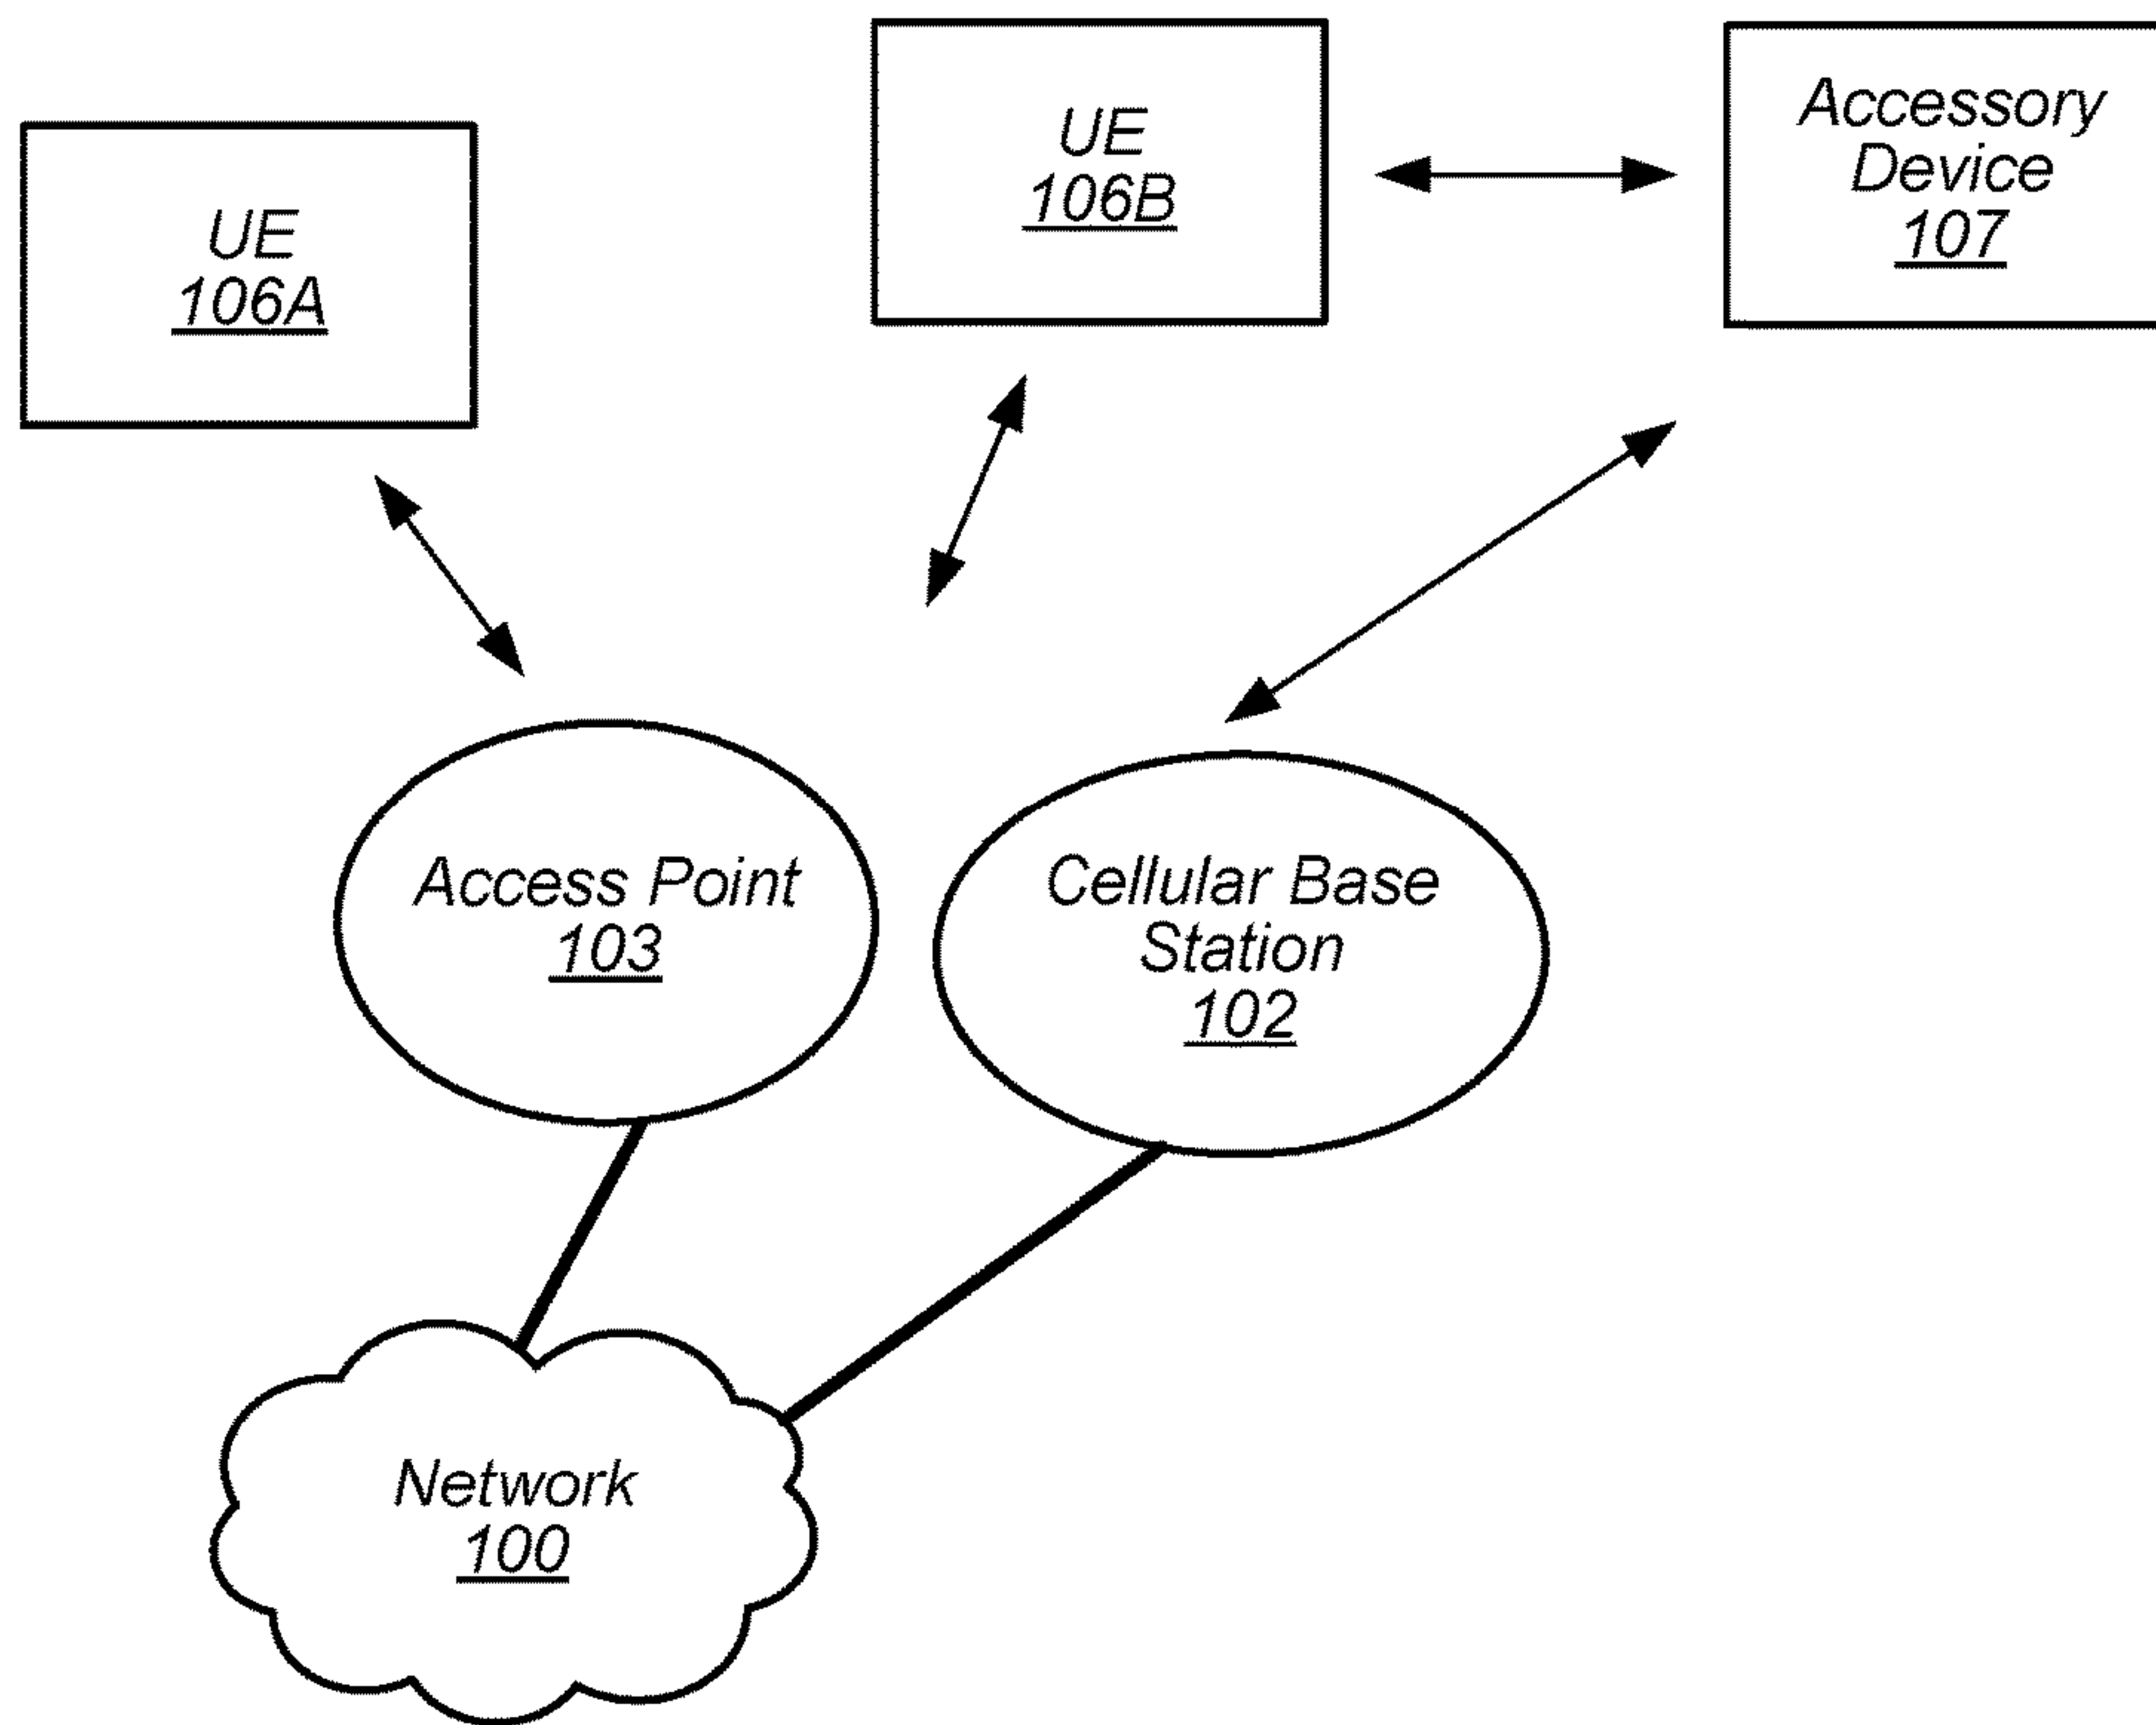 UE
106A
UE
106B
Accessory
Device
107
Access Point
103
Cellular Base
Station
102
Network
100